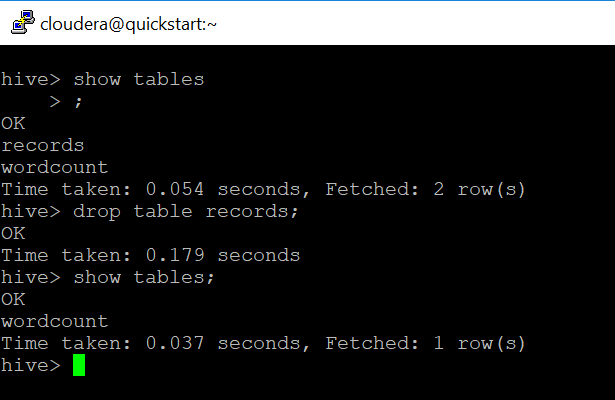 cloudera@quickstart:~
hive> show tables
    > ;
OK
records
wordcount
Time taken: 0.054 seconds, Fetched: 2 row(s)
hive> drop table records;
OK
Time taken: 0.179 seconds
hive> show tables;
OK
wordcount
Time taken: 0.037 seconds, Fetched: 1 row(s)
hive>